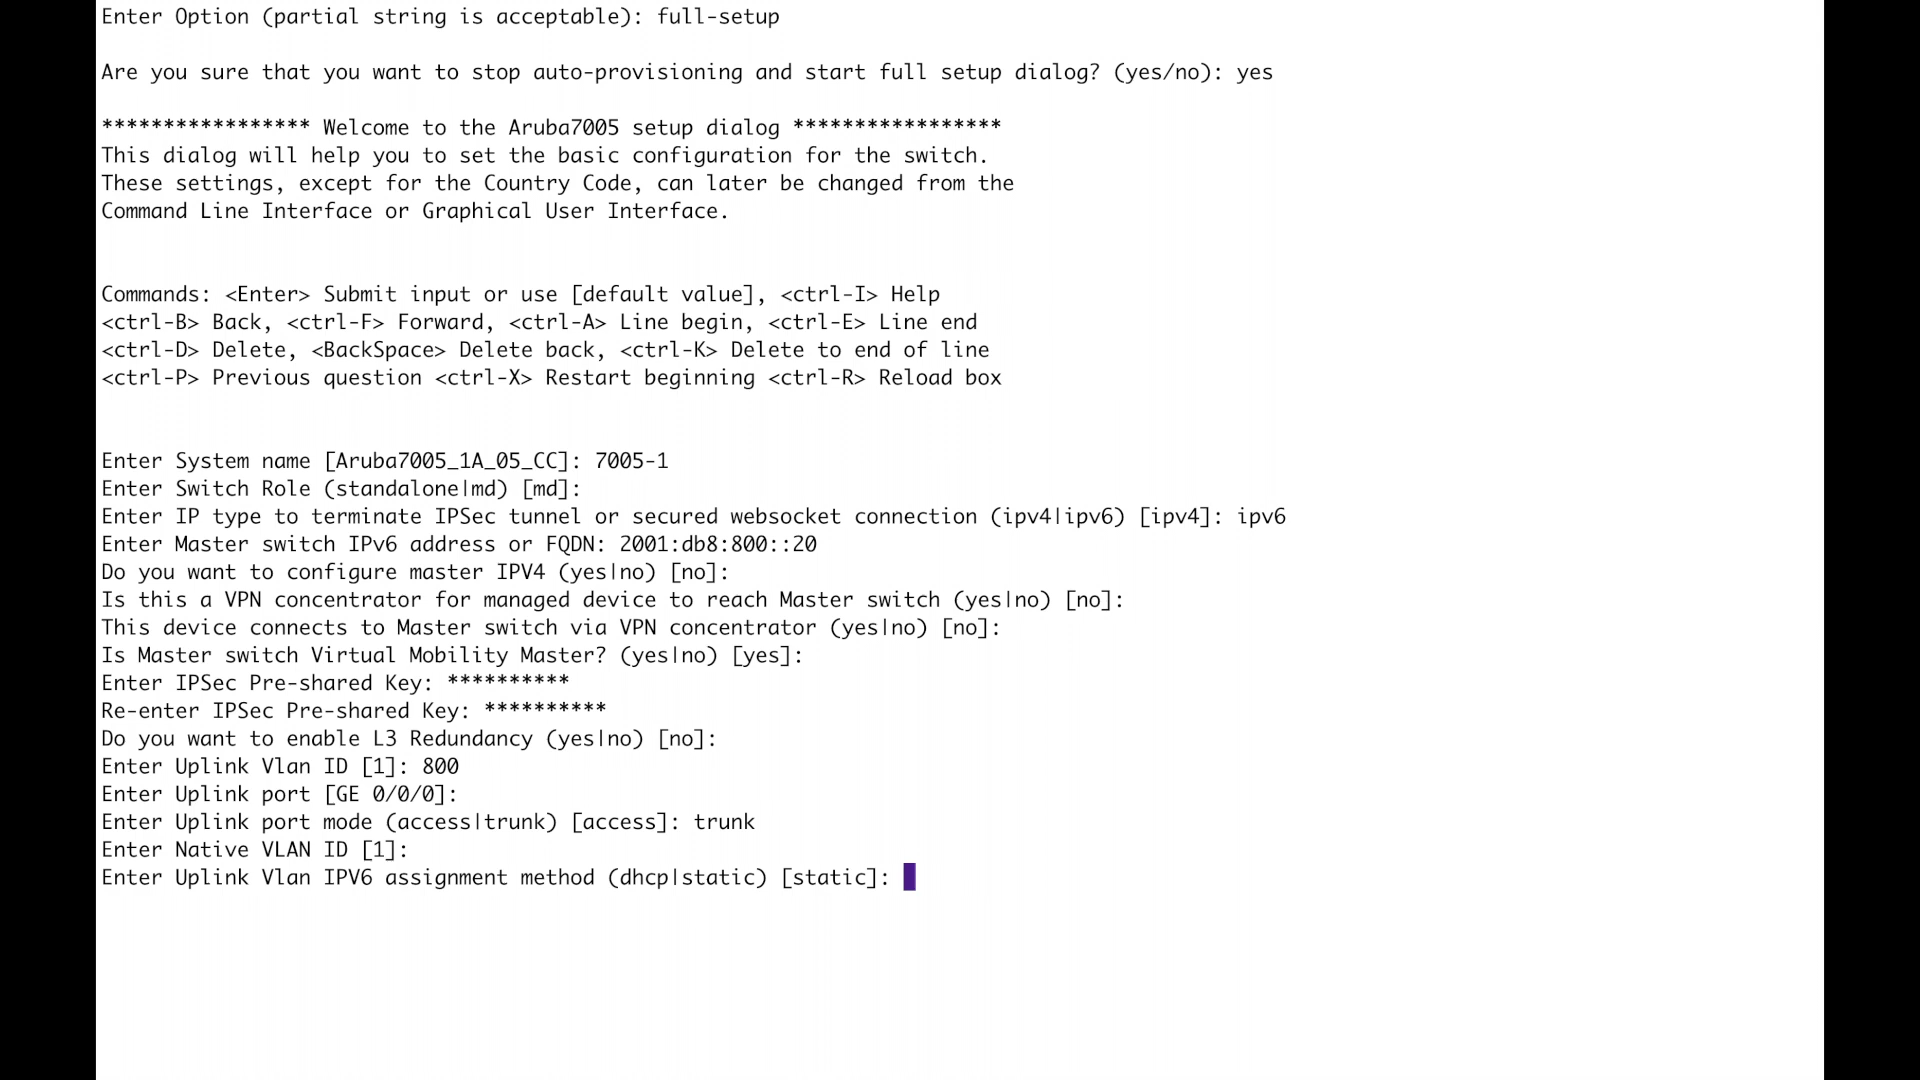 Enter Option (partial string is acceptable): full-setup
Are you sure that you want to stop auto-provisioning and start full setup dialog? (yes/no): yes
***************** Welcome to the Aruba7005 setup dialog *****************
This dialog will help you to set the basic configuration for the switch.
These settings, except for the Country Code, can later be changed from the
Command Line Interface or Graphical User Interface.
Commands: <Enter> Submit input or use [default value], <ctrl-I> Help
<ctrl-B> Back, <ctrl-F> Forward, <ctrl-A> Line begin, <ctrl-E> Line end
<ctrl-D> Delete, <BackSpace> Delete back, <ctrl-K> Delete to end of line
<ctrl-P> Previous question <ctrl-X> Restart beginning <ctrl-R> Reload box
Enter System name [Aruba7005_1A_05_CC]: 7005-1
Enter Switch Role (standalone|md) [md]:
Enter IP type to terminate IPSec tunnel or secured websocket connection (ipv4|ipv6) [ipv4]: ipv6
Enter Master switch IPv6 address or FQDN: 2001:db8:800::20
Do you want to configure master IPV4 (yes|no) [no]:
Is this a VPN concentrator for managed device to reach Master switch (yes|no) [no]:
This device connects to Master switch via VPN concentrator (yes|no) [no]:
Is Master switch Virtual Mobility Master? (yes|no) [yes]:
Enter IPSec Pre-shared Key: **********
Re-enter IPSec Pre-shared Key: **********
Do you want to enable L3 Redundancy (yes|no) [no]:
Enter Uplink Vlan ID [1]: 800
Enter Uplink port [GE 0/0/0]:
Enter Uplink port mode (access|trunk) [access]: trunk
Enter Native VLAN ID [1]:
Enter Uplink Vlan IPV6 assignment method (dhcp|static) [static]: